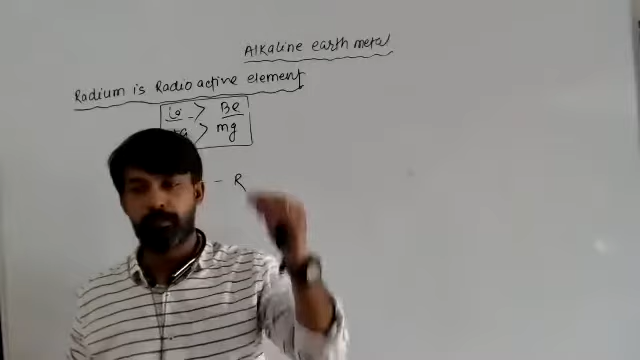 Alkaline earth metal
Radium is Radio active element
> Be
> mg
- R